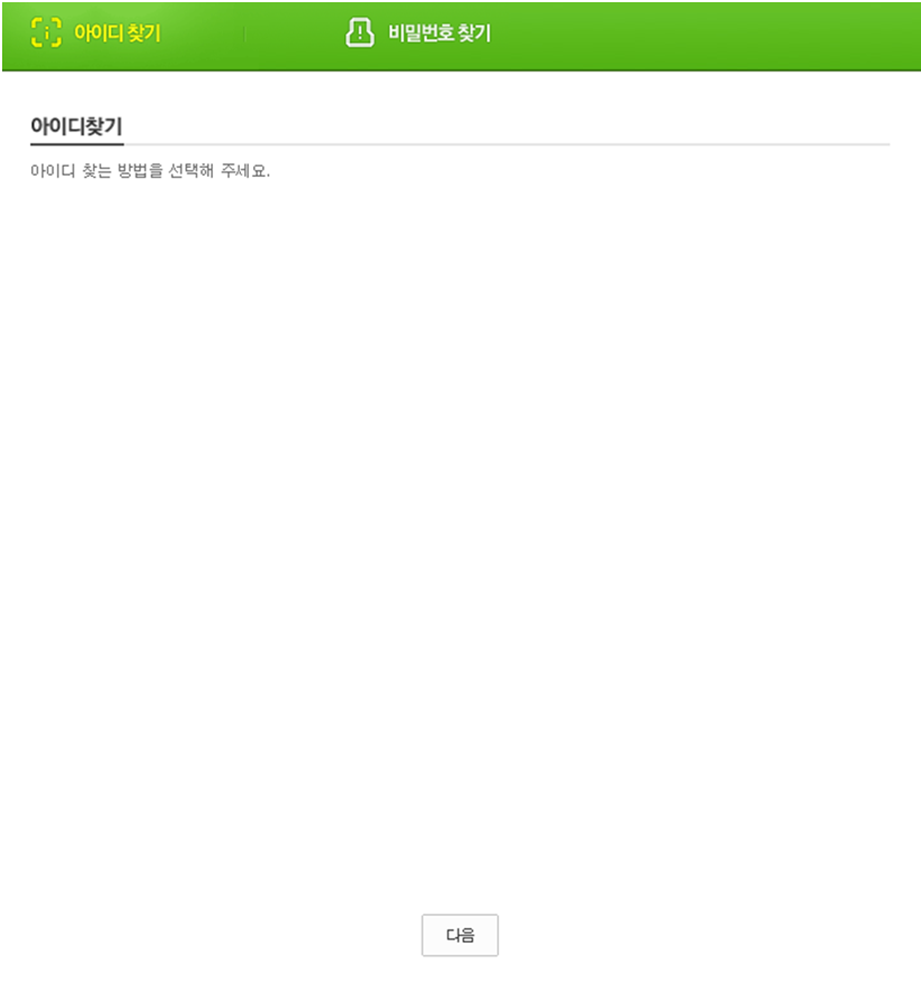 아이디 찾기
비밀번호 찾기
아이디찾기
아이디 찾는 방법을 선택해 주세요.
다음